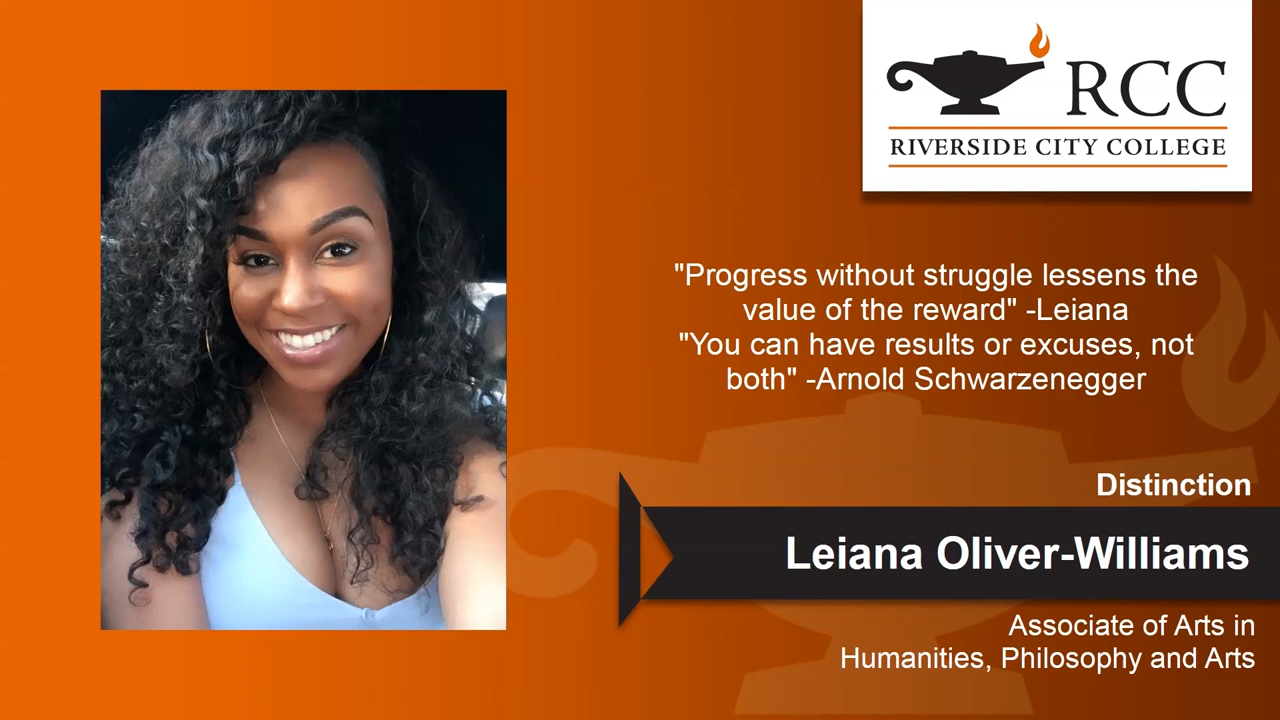 RCC
RIVERSIDE CITY COLLEGE
"Progress without struggle lessens the
value of the reward" -Leiana
"You can have results or excuses, not
both" -Arnold Schwarzenegger
Distinction
Leiana Oliver-Williams
Associate of Arts in
Humanities, Philosophy and Arts